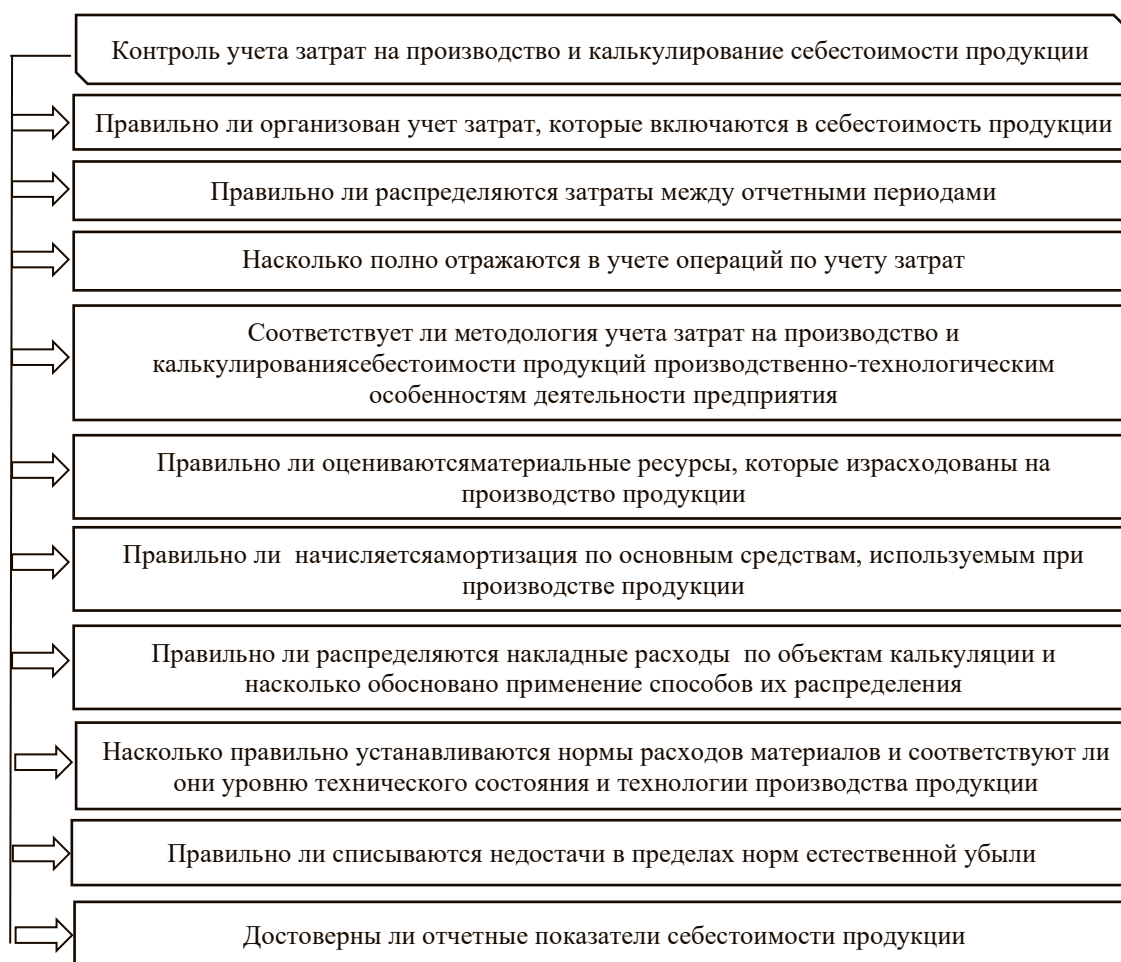 Контроль учета затрат на производство и калькулирование себестоимости продукции
Правильно ли организован учет затрат, которые включаются в себестоимость продукции
Правильно ли распределяются затраты между отчетными периодами
Насколько полно отражаются в учете операций по учету затрат
Соответствует ли методология учета затрат на производство и
калькулированиясебестоимости продукций производственно-технологическим
особенностям деятельности предприятия
Правильно ли оцениваютсяматериальные ресурсы, которые израсходованы на
производство продукции
Правильно ли начисляетсяамортизация по основным средствам, используемым при
производстве продукции
Правильно ли распределяются накладные расходы по объектам калькуляции и
насколько обосновано применение способов их распределения
Насколько правильно устанавливаются нормы расходов материалов и соответствуют ли
они уровню технического состояния и технологии производства продукции
Правильно ли списываются недостачи в пределах норм естественной убыли
Достоверны ли отчетные показатели себестоимости продукции